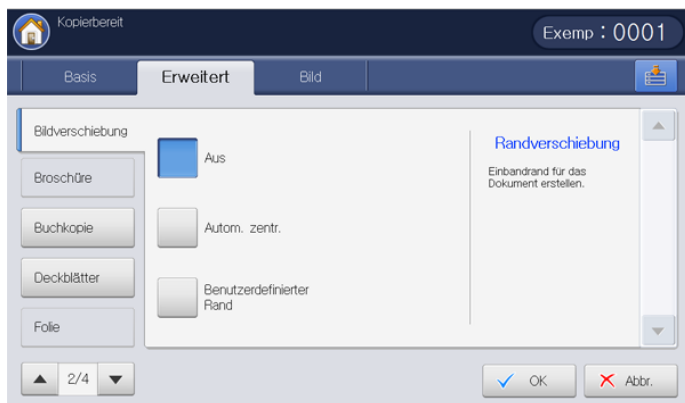 Kopierbereit
Exemp : 0001
Basis
Erweitert
Bild
Bildverschiebung
Broschüre
Buchkopie
Deckblätter
Folie
Aus
Autom. zentr.
Benutzerdefinierter
Rand
Randverschiebung
Einbandrand für das
Dokument erstellen.
2/4
OK
Abbr.